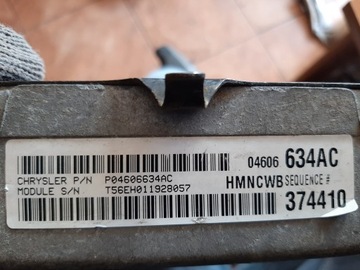 04606 634AC
CHRYSLER P/N P04606634AC
MODULE S/N T56EH011928057
HMNCWB SEQUENCE #
374410